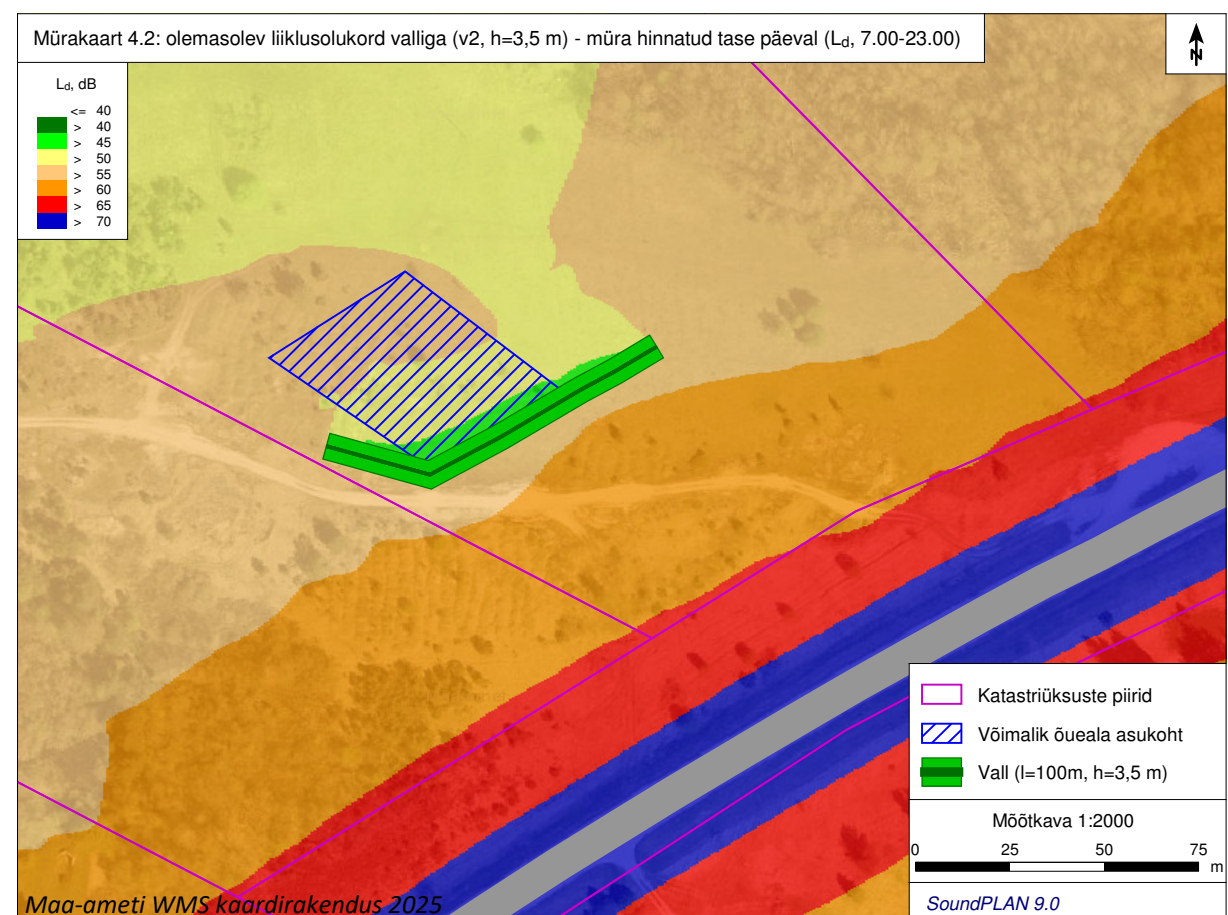 Mürakaart 4.2: olemasolev liiklusolukord valliga (v2, h=3,5 m) - müra hinnatud tase päeval (Ld, 7.00-23.00)
N
Ld, dB
<= 40
> 40
> 45
> 50
> 55
> 60
> 65
> 70
Katastriüksuste piirid
Võimalik õueala asukoht
Vall (l=100m, h=3,5 m)
Mõõtkava 1:2000
0 25 50 75
m
Maa-ameti WMS kaardirakendus 2025
SoundPLAN 9.0